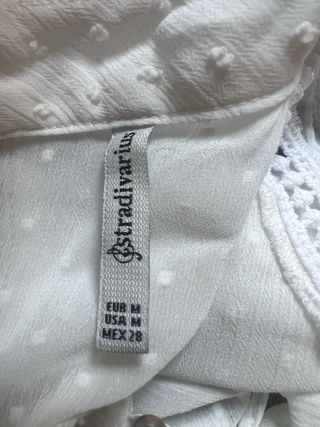 stradivarius
EUR M
USA M
MEX 28